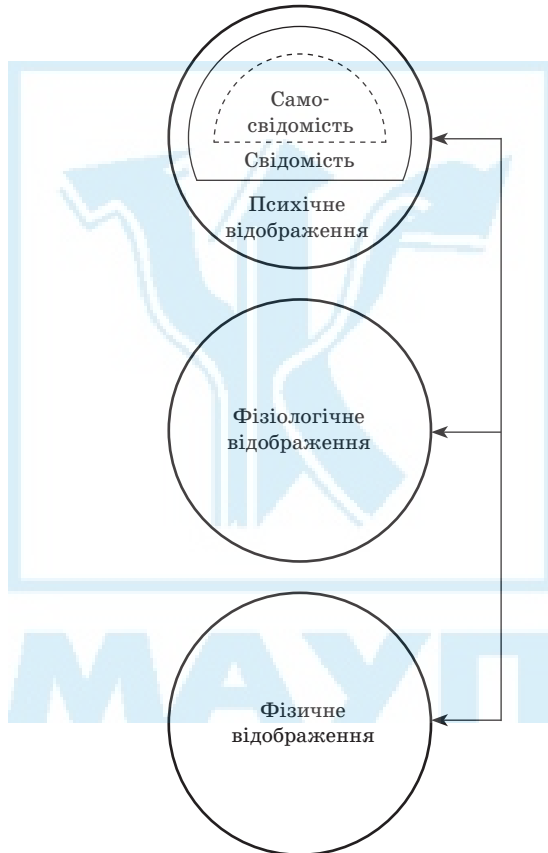 Само-
свідомість
Свідомість
Психічне
відображення
Фізіологічне
відображення
МАУП
Фізичне
відображення